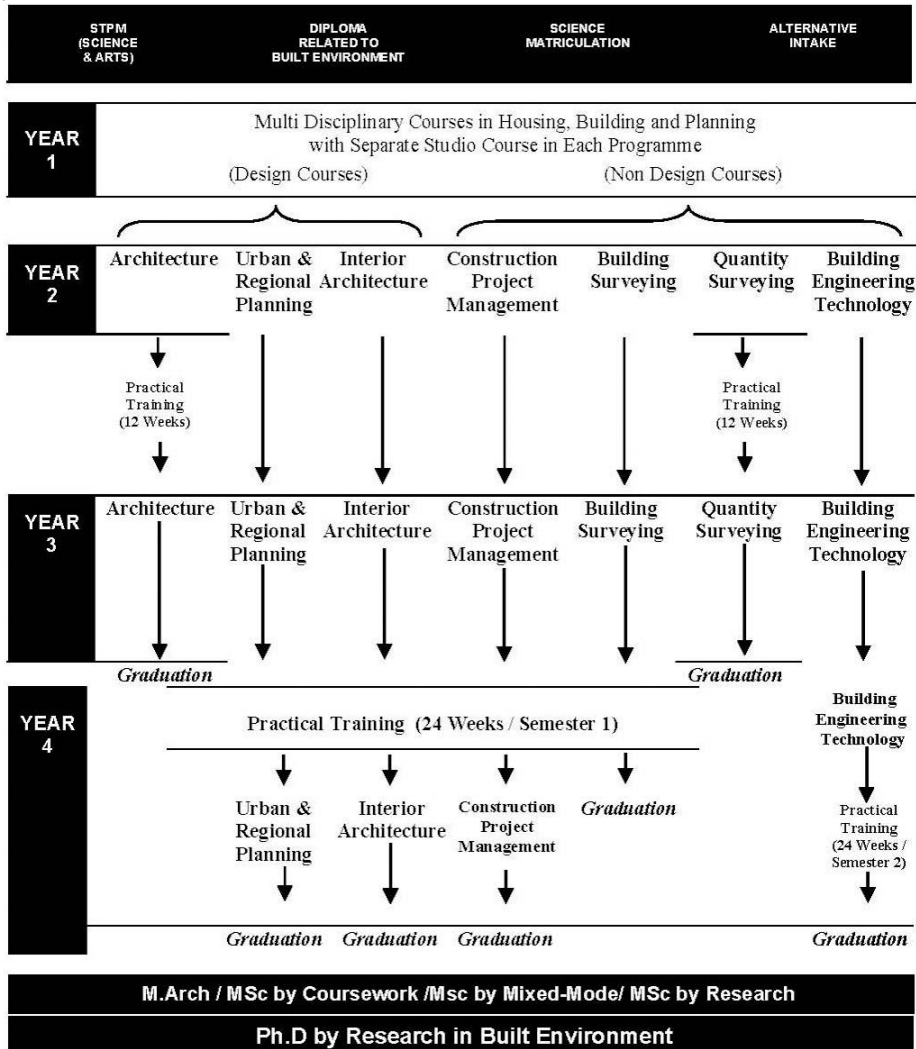 STPM
(SCIENCE
& ARTS)
DIPLOMA
RELATED TO
BUILT ENVIRONMENT
SCIENCE
MATRICULATION
ALTERNATIVE
INTAKE
YEAR
1
Multi Disciplinary Courses in Housing, Building and Planning
with Separate Studio Course in Each Programme
(Design Courses)
(Non Design Courses)
YEAR
2
Architecture
Urban &
Regional
Planning
Interior
Architecture
Construction
Project
Management
Building
Surveying
Quantity
Surveying
Building
Engineering
Technology
Practical
Training
(12 Weeks)
Practical
Training
(12 Weeks)
YEAR
3
Architecture
Urban &
Regional
Planning
Interior
Architecture
Construction
Project
Management
Building
Surveying
Quantity
Surveying
Building
Engineering
Technology
Graduation
Graduation
YEAR
4
Practical Training (24 Weeks / Semester 1)
Building
Engineering
Technology
Urban &
Regional
Planning
Interior
Architecture
Construction
Project
Management
Graduation
Practical
Training
(24 Weeks /
Semester 2)
Graduation
Graduation
Graduation
Graduation
M.Arch / MSc by Coursework /Msc by Mixed-Mode/ MSc by Research
Ph.D by Research in Built Environment